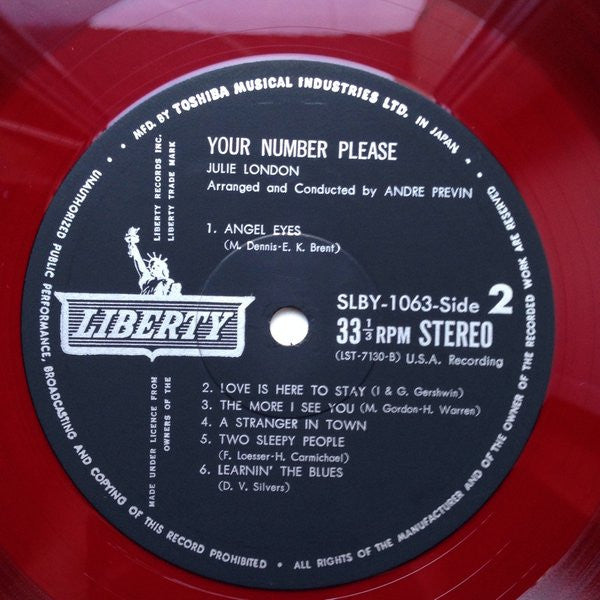 MFD. BY TOSHIBA MUSICAL INDUSTRIES LTD. IN JAPAN
YOUR NUMBER PLEASE
JULIE LONDON
Arranged and Conducted by ANDRE PREVIN
LIBERTY RECORDS INC.
LIBERTY TRADE MARK
1. ANGEL EYES
(M. Dennis-E. K. Brent)
LIBERTY
SLBY-1063-Side 2
33 1/3 RPM STEREO
(LST-7130-B) U.S.A. Recording
2. LOVE IS HERE TO STAY (I & G. Gershwin)
3. THE MORE I SEE YOU (M. Gordon-H. Warren)
4. A STRANGER IN TOWN
5. TWO SLEEPY PEOPLE
(F. Loesser-H. Carmichael)
6. LEARNIN' THE BLUES
(D. V. Silvers)
MADE UNDER LICENCE FROM
OWNERS OF THE
UNAUTHORIZED PUBLIC PERFORMANCE, BROADCASTING AND COPYING OF THIS RECORD PROHIBITED • ALL RIGHTS OF THE MANUFACTURER AND OF THE OWNER OF THE RECORDED WORK ARE RESERVED